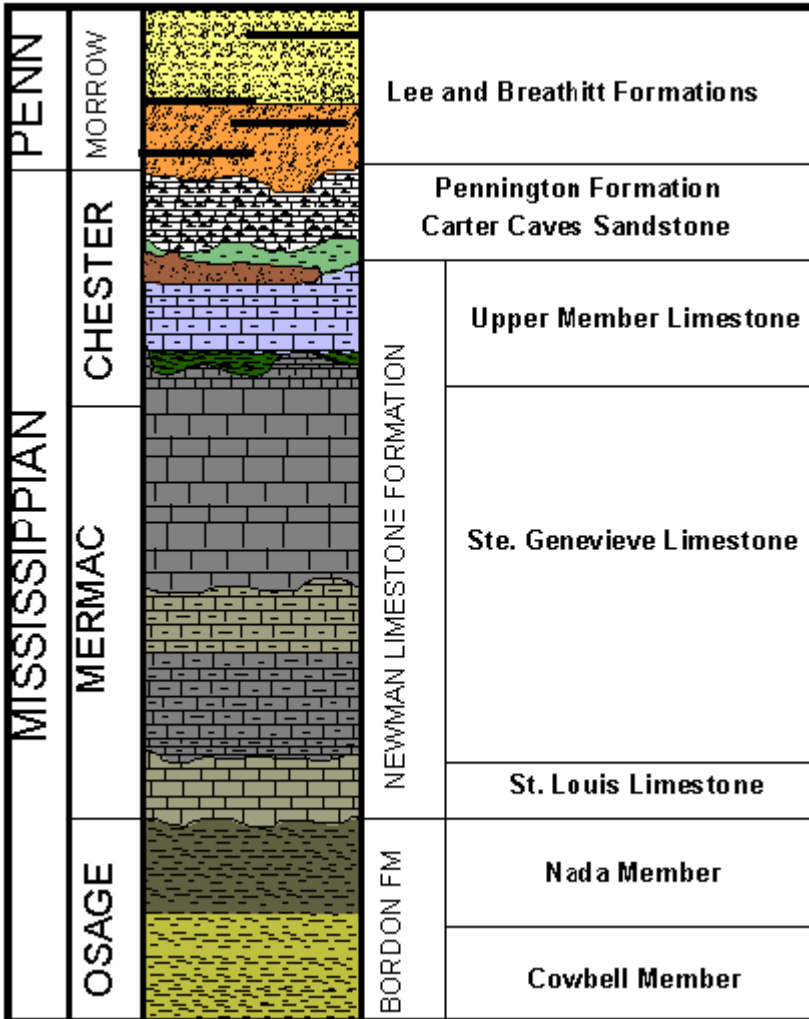 PENN
MORROW
Lee and Breathitt Formations
MISSISSIPPIAN
CHESTER
Pennington Formation
Carter Caves Sandstone
NEWMAN LIMESTONE FORMATION
Upper Member Limestone
MERMAC
Ste. Genevieve Limestone
St. Louis Limestone
OSAGE
BORDON FM
Nada Member
Cowbell Member